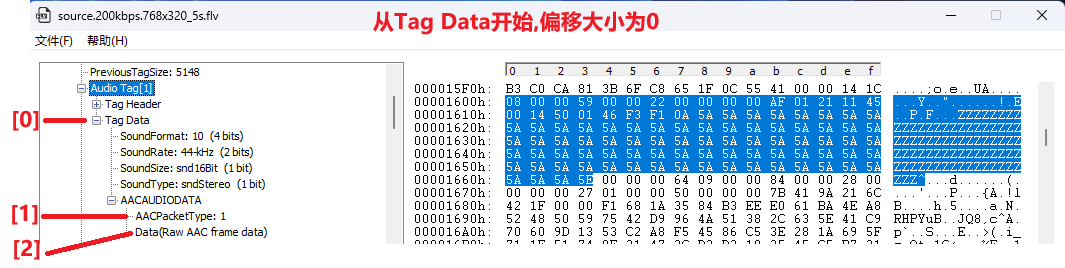 source.200kbps.768x320_5s.flv
从Tag Data开始,偏移大小为0
文件(F) 帮助(H)
PreviousTagSize: 5148
Audio Tag[1]
Tag Header
[0] Tag Data
SoundFormat: 10 (4 bits)
SoundRate: 44-kHz (2 bits)
SoundSize: snd16Bit (1 bit)
SoundType: sndStereo (1 bit)
AACAUDIODATA
[1] AACPacketType: 1
[2] Data(Raw AAC frame data)
0 1 2 3 4 5 6 7 8 9 a b c d e f
000015F0h: B3 C0 CA 81 3B 6F C8 65 1F 0C 55 41 00 00 14 1C ....;o.e..UA....
00001600h: 08 00 00 59 00 00 22 00 00 00 00 AF 01 21 11 45 ...Y.."......!.E
00001610h: 00 14 50 01 46 F3 F1 0A 5A 5A 5A 5A 5A 5A 5A 5A ..P.F...ZZZZZZZZ
00001620h: 5A 5A 5A 5A 5A 5A 5A 5A 5A 5A 5A 5A 5A 5A 5A 5A ZZZZZZZZZZZZZZZZ
00001630h: 5A 5A 5A 5A 5A 5A 5A 5A 5A 5A 5A 5A 5A 5A 5A 5A ZZZZZZZZZZZZZZZZ
00001640h: 5A 5A 5A 5A 5A 5A 5A 5A 5A 5A 5A 5A 5A 5A 5A 5A ZZZZZZZZZZZZZZZZ
00001650h: 5A 5A 5A 5A 5A 5A 5A 5A 5A 5A 5A 5A 5A 5A 5A 5A ZZZZZZZZZZZZZZZZ
00001660h: 5A 5A 5A 5E 00 00 00 64 09 00 00 84 00 00 28 00 ZZZ^...d......(.
00001670h: 00 00 00 27 01 00 00 50 00 00 00 7B 41 9A 21 6C ...'...P...{A.!l
00001680h: 42 1F 00 00 F1 68 1A 35 84 B3 EE E0 61 BA 4E A8 B....h.5....a.N.
00001690h: 52 48 50 59 75 42 D9 96 4A 51 38 2C 63 5E 41 C9 RHPYuB..JQ8,c^A.
000016A0h: 70 60 9D 13 53 C2 A8 F5 45 86 C5 3E 28 1A 69 5F p`..S...E..>(.i_